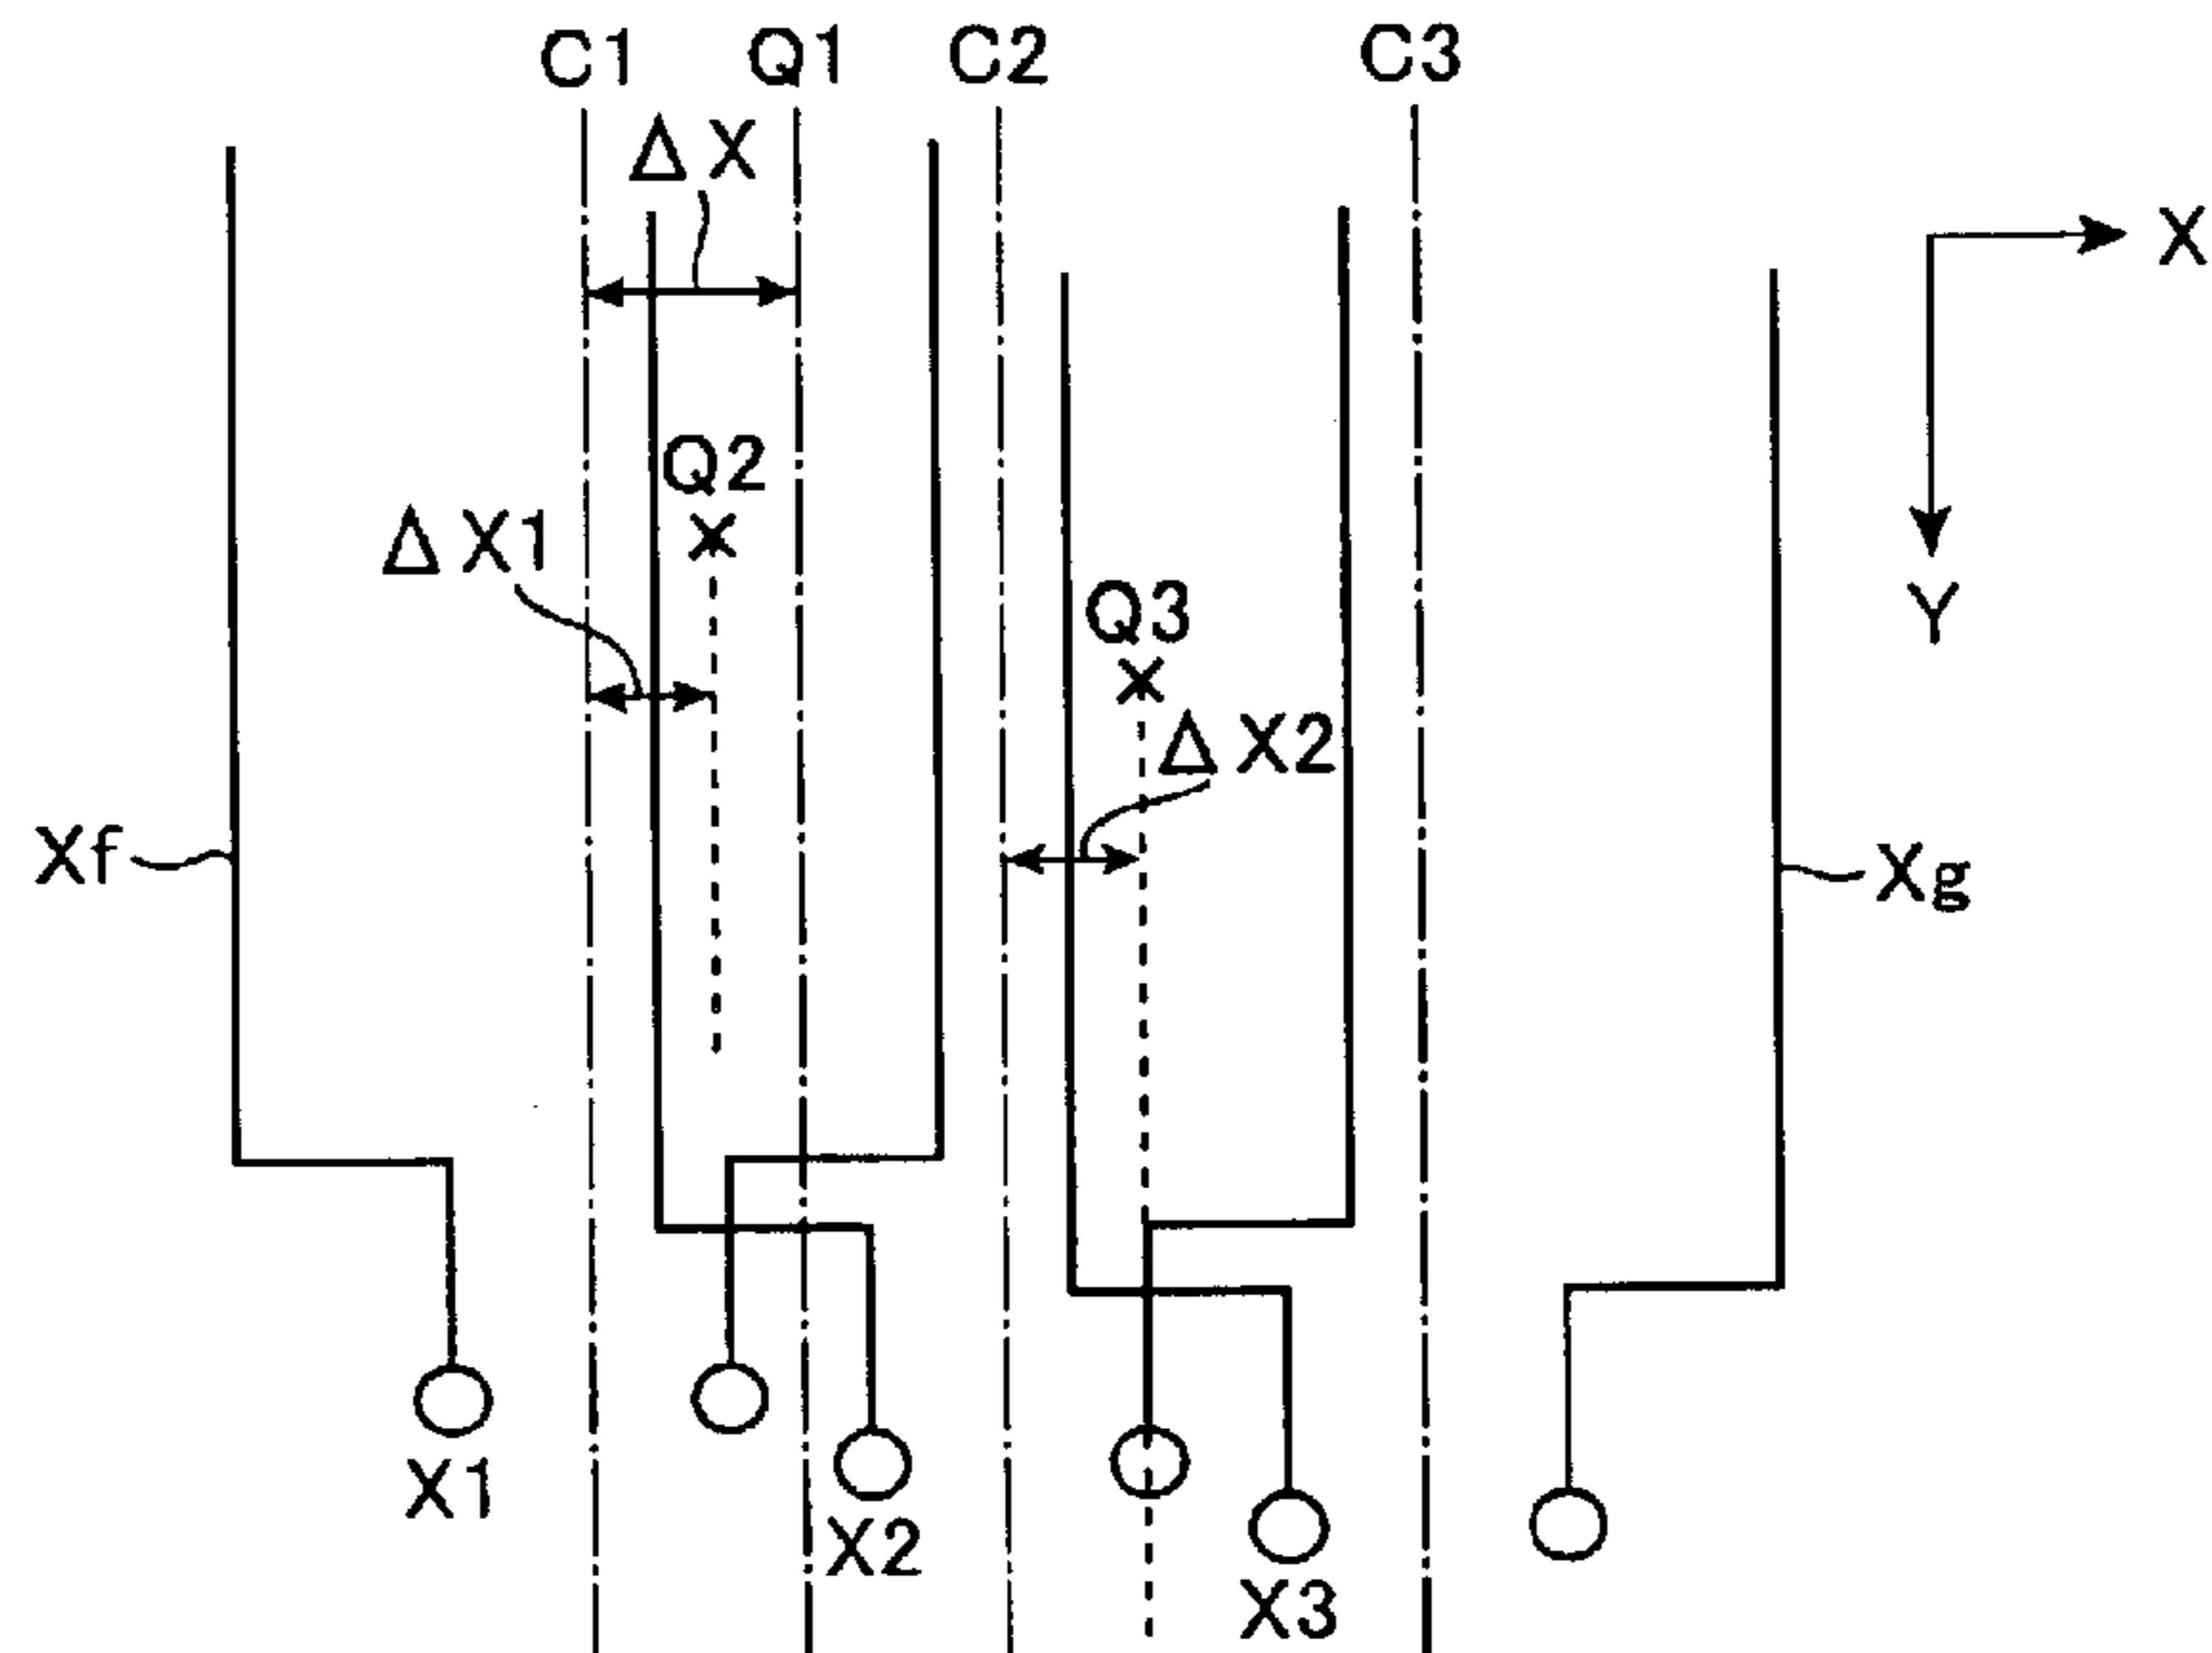 C1 Q1 C2 C3
ΔX
X
Q2
ΔX1
Q3
Y
ΔX2
Xf
Xg
X1
X2
X3